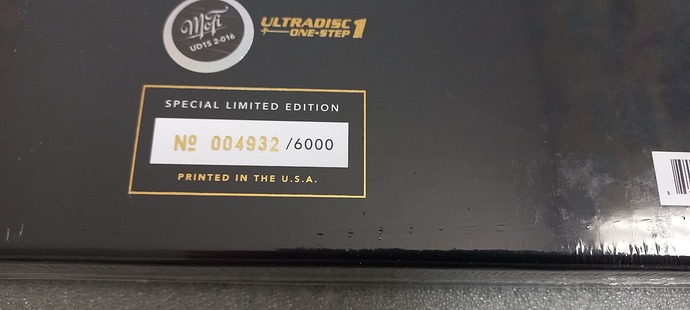 MoFi
UD1S 2-016
ULTRADISC
ONE-STEP 1
SPECIAL LIMITED EDITION
Nº 004932 /6000
PRINTED IN THE U.S.A.